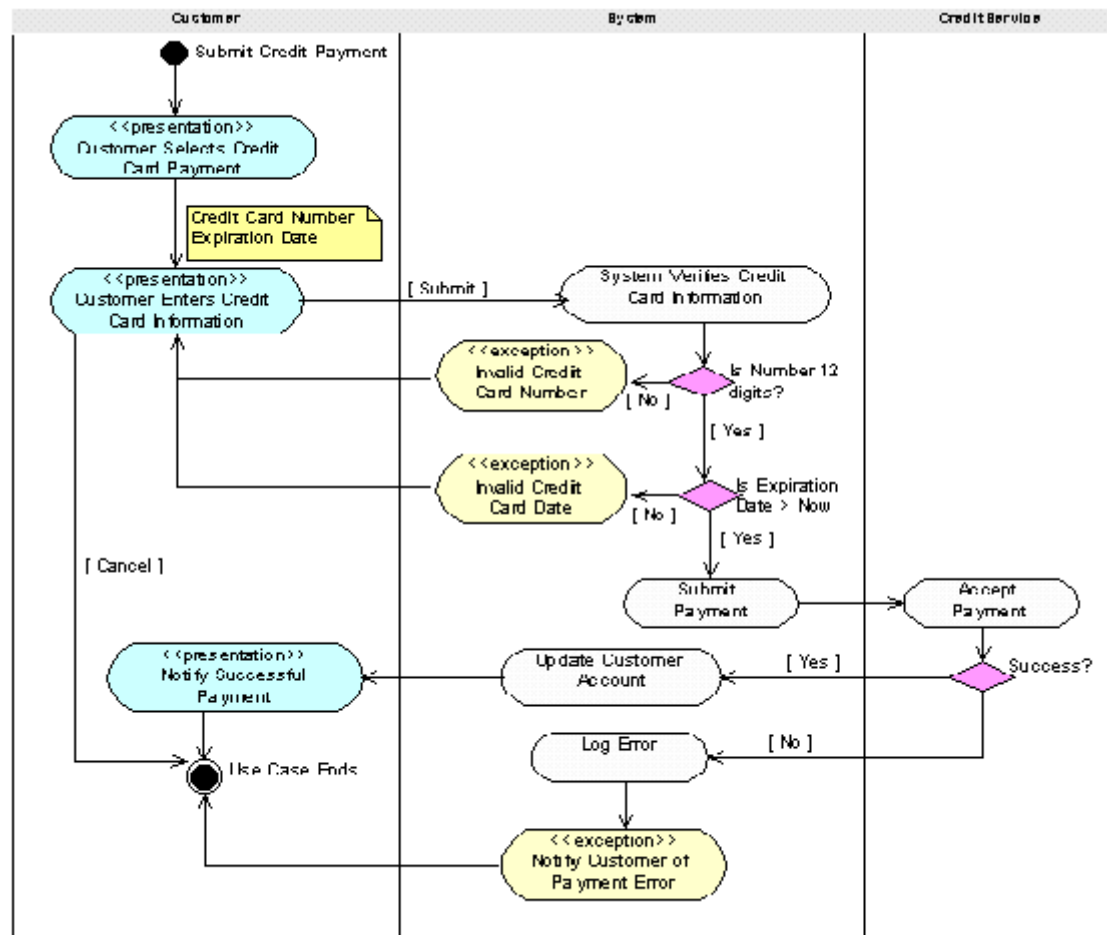 Customer
System
Credit Service
Submit Credit Payment
<<presentation>>
Customer Selects Credit
Card Payment
Credit Card Number
Expiration Date
<<presentation>>
Customer Enters Credit
Card Information
[ Submit ]
System Verifies Credit
Card Information
<<exception>>
Invalid Credit
Card Number
[ No ]
Is Number 12
digits?
[ Yes ]
<<exception>>
Invalid Credit
Card Date
[ No ]
Is Expiration
Date > Now
[ Yes ]
[ Cancel ]
Submit
Payment
Accept
Payment
<<presentation>>
Notify Successful
Payment
Update Customer
Account
[ Yes ]
Success?
Log Error
[ No ]
Use Case Ends
<<exception>>
Notify Customer of
Payment Error